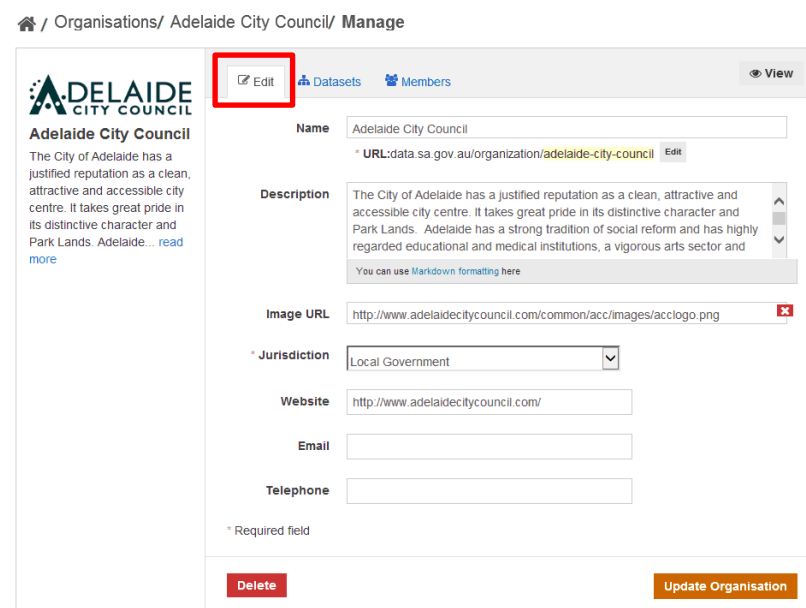 / Organisations/ Adelaide City Council/ Manage
ADELAIDE
CITY COUNCIL
Adelaide City Council
The City of Adelaide has a
justified reputation as a clean,
attractive and accessible city
centre. It takes great pride in
its distinctive character and
Park Lands. Adelaide... read
more
Edit
Datasets
Members
View
Name
Adelaide City Council
* URL:data.sa.gov.au/organization/adelaide-city-council Edit
Description
The City of Adelaide has a justified reputation as a clean, attractive and
accessible city centre. It takes great pride in its distinctive character and
Park Lands. Adelaide has a strong tradition of social reform and has highly
regarded educational and medical institutions, a vigorous arts sector and
You can use Markdown formatting here
Image URL
http://www.adelaidecitycouncil.com/common/acc/images/acclogo.png
* Jurisdiction
Local Government
Website
http://www.adelaidecitycouncil.com/
Email
Telephone
* Required field
Delete
Update Organisation